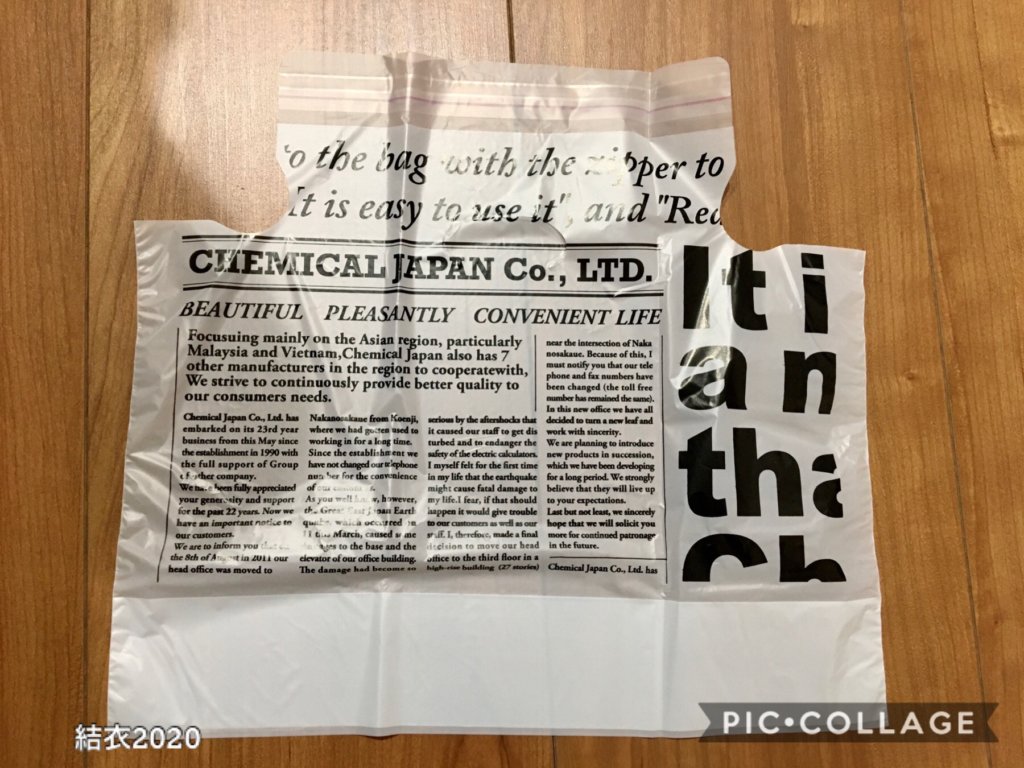 to the bag with the zipper to
It is easy to use it", and "Rec
CHEMICAL JAPAN Co., LTD.
BEAUTIFUL PLEASANTLY CONVENIENT LIFE
Focusuing mainly on the Asian region, particularly
Malaysia and Vietnam,Chemical Japan also has 7
other manufacturers in the region to cooperatewith,
We strive to continuously provide better quality to
our consumers needs.
Chemical Japan Co., Ltd. has
embarked on its 23rd year
business from this May since
the establishment in 1990 with
the full support of Group
company.
We have been fully appreciated
your generosity and support
for the past 22 years. Now we
have an important notice to
our customers.
We are to inform you that on
the 8th of August in 2011 our
head office was moved to
Nakanosakane from Koenji,
where we had gotten used to
working in for a long time.
Since the establishment we
have not changed our telephone
number for the convenience
of our
As you well know, however,
the Great East Japan Earth
quake, which occurred on
11 this March, caused some
to the base and the
elevator of our office building.
The damage had become so
serious by the aftershocks that
it caused our staff to get dis
turbed and to endanger the
safety of the electric calculators.
I myself felt for the first time
in my life that the earthquake
might cause fatal damage to
my life.I fear, if that should
happen it would give trouble
to our customers as well as our
staff. I, therefore, made a final
decision to move our head
office to the third floor in a
high-rise building (27 stories)
near the intersection of Naka
nosakaue. Because of this, I
must notify you that our tele
phone and fax numbers have
been changed (the toll free
number has remained the same).
In this new office we have all
decided to turn a new leaf and
work with sincerity.
We are planning to introduce
new products in succession,
which we have been developing
for a long period. We strongly
believe that they will live up
to your expectations.
Last but not least, we sincerely
hope that we will solicit you
more for continued patronage
in the future.
Chemical Japan Co., Ltd. has
It i
a n
tha
Ch
結衣2020
PIC•COLLAGE